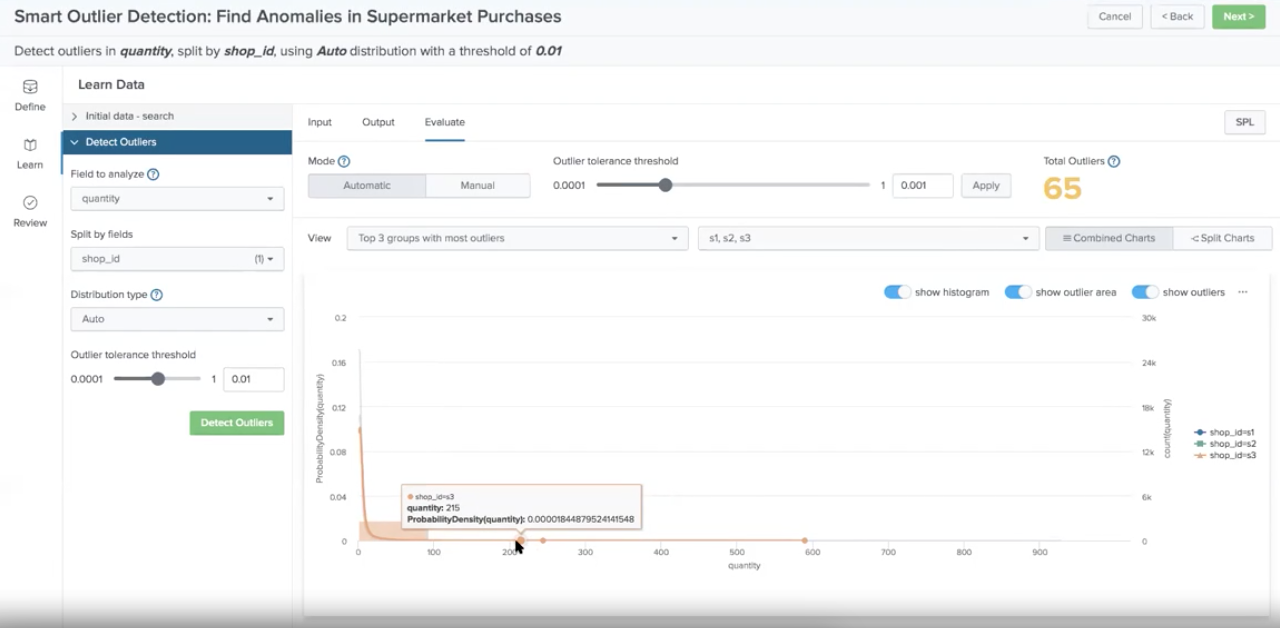 Smart Outlier Detection: Find Anomalies in Supermarket Purchases
Cancel
< Back
Next >
Detect outliers in quantity, split by shop_id, using Auto distribution with a threshold of 0.01
Define
Learn
Review
Learn Data
Initial data - search
Detect Outliers
Field to analyze ?
quantity
Split by fields
shop_id (1)
Distribution type ?
Auto
Outlier tolerance threshold
0.0001 1 0.01
Detect Outliers
Input Output Evaluate
SPL
Mode ?
Automatic Manual
Outlier tolerance threshold
0.0001 1 0.001 Apply
Total Outliers ?
65
View
Top 3 groups with most outliers
s1, s2, s3
Combined Charts Split Charts
show histogram show outlier area show outliers ...
ProbabilityDensity(quantity)
0.2
0.16
0.12
0.08
0.04
0
30k
24k
18k
12k
6k
0
count(quantity)
shop_id=s1
shop_id=s2
shop_id=s3
shop_id=s3
quantity: 215
ProbabilityDensity(quantity): 0.00001844879524141548
0 100 200 300 400 500 600 700 800 900
quantity